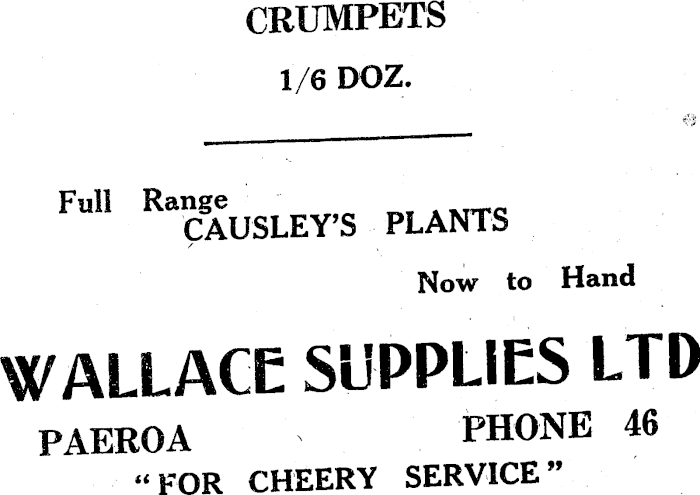 CRUMPETS
1/6 DOZ.
Full Range
CAUSLEY'S PLANTS
Now to Hand
WALLACE SUPPLIES LTD
PAEROA PHONE 46
"FOR CHEERY SERVICE"